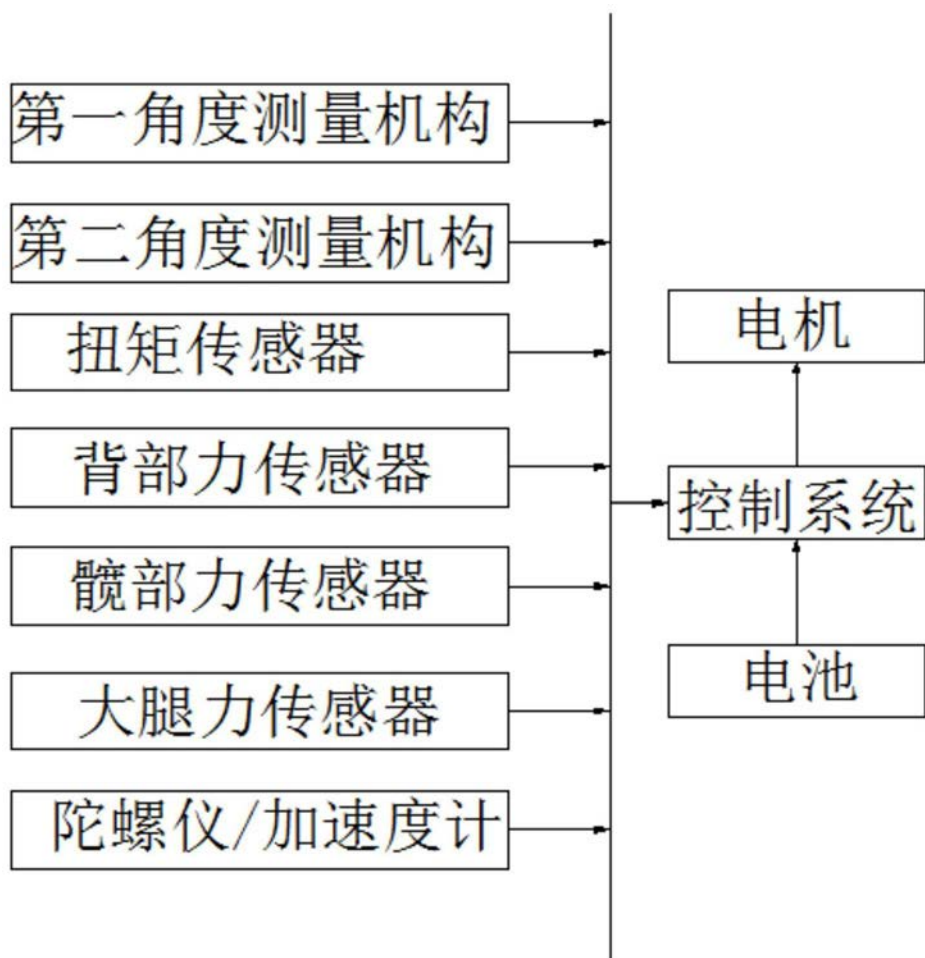 第一角度测量机构
第二角度测量机构
扭矩传感器
背部力传感器
髋部力传感器
大腿力传感器
陀螺仪/加速度计
电机
控制系统
电池